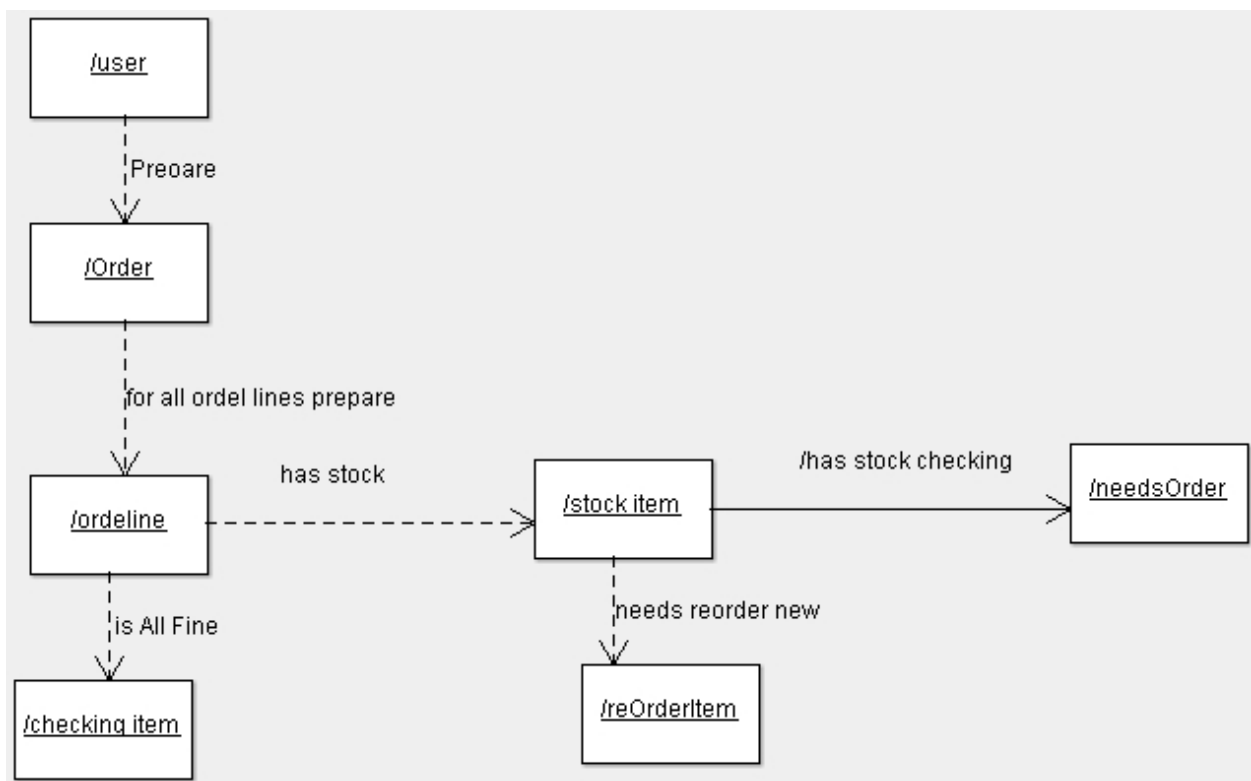 /user
Preoare
/Order
for all ordel lines prepare
/ordeline
has stock
/stock item
/has stock checking
/needsOrder
is All Fine
needs reorder new
/checking item
/reOrderItem